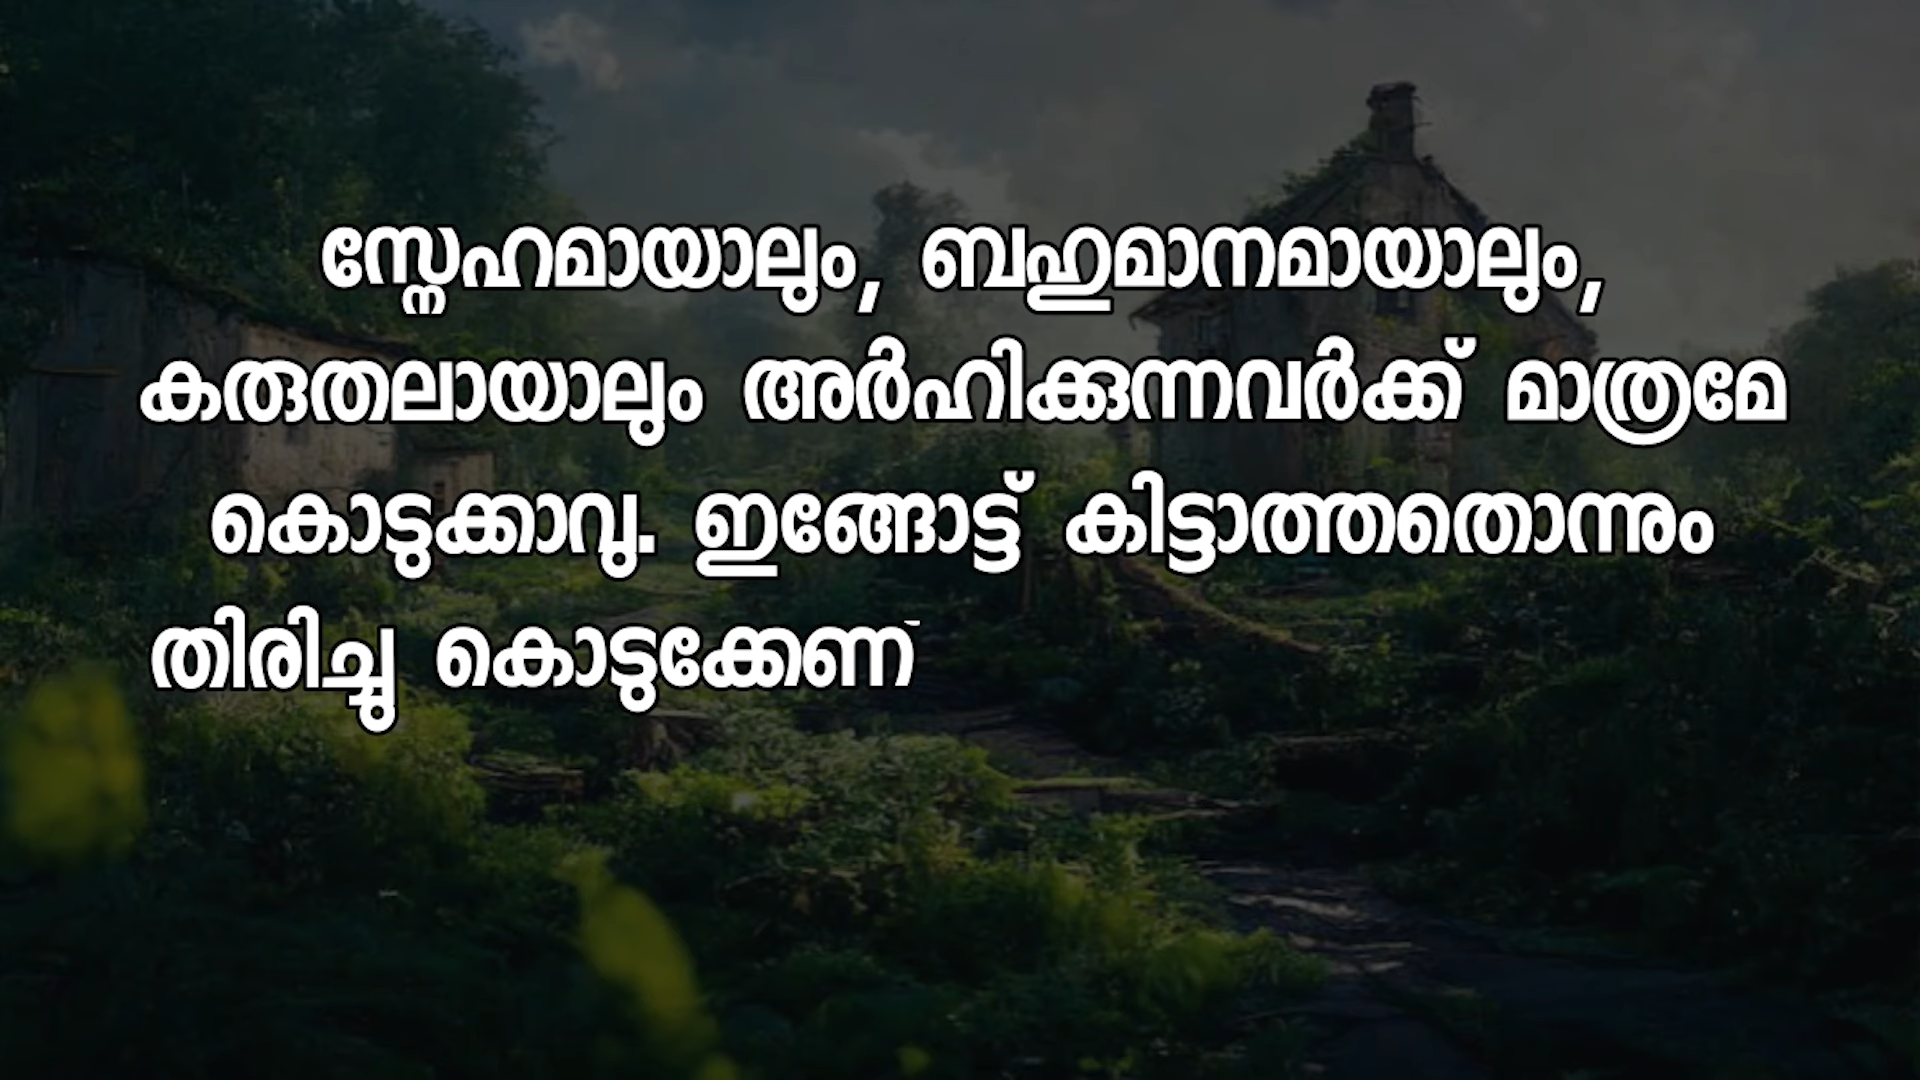 സ്നേഹമായാലും, ബഹുമാനമായാലും,
കരുതലായാലും അർഹിക്കുന്നവർക്ക് മാത്രമേ
കൊടുക്കാവു. ഇങ്ങോട്ട് കിട്ടാത്തതൊന്നും
തിരിച്ചു